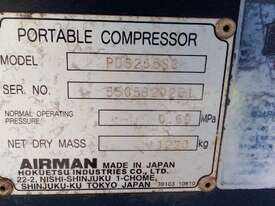 PORTABLE COMPRESSOR
MODEL
SER. NO.
NORMAL OPERATING
PRESSURE MPa
NET DRY MASS kg
AIRMAN MADE IN JAPAN
HOKUETSU INDUSTRIES CO., LTD.
22-2, NISHI-SHINJUKU 1-CHOME,
SHINJUKU-KU TOKYO JAPAN